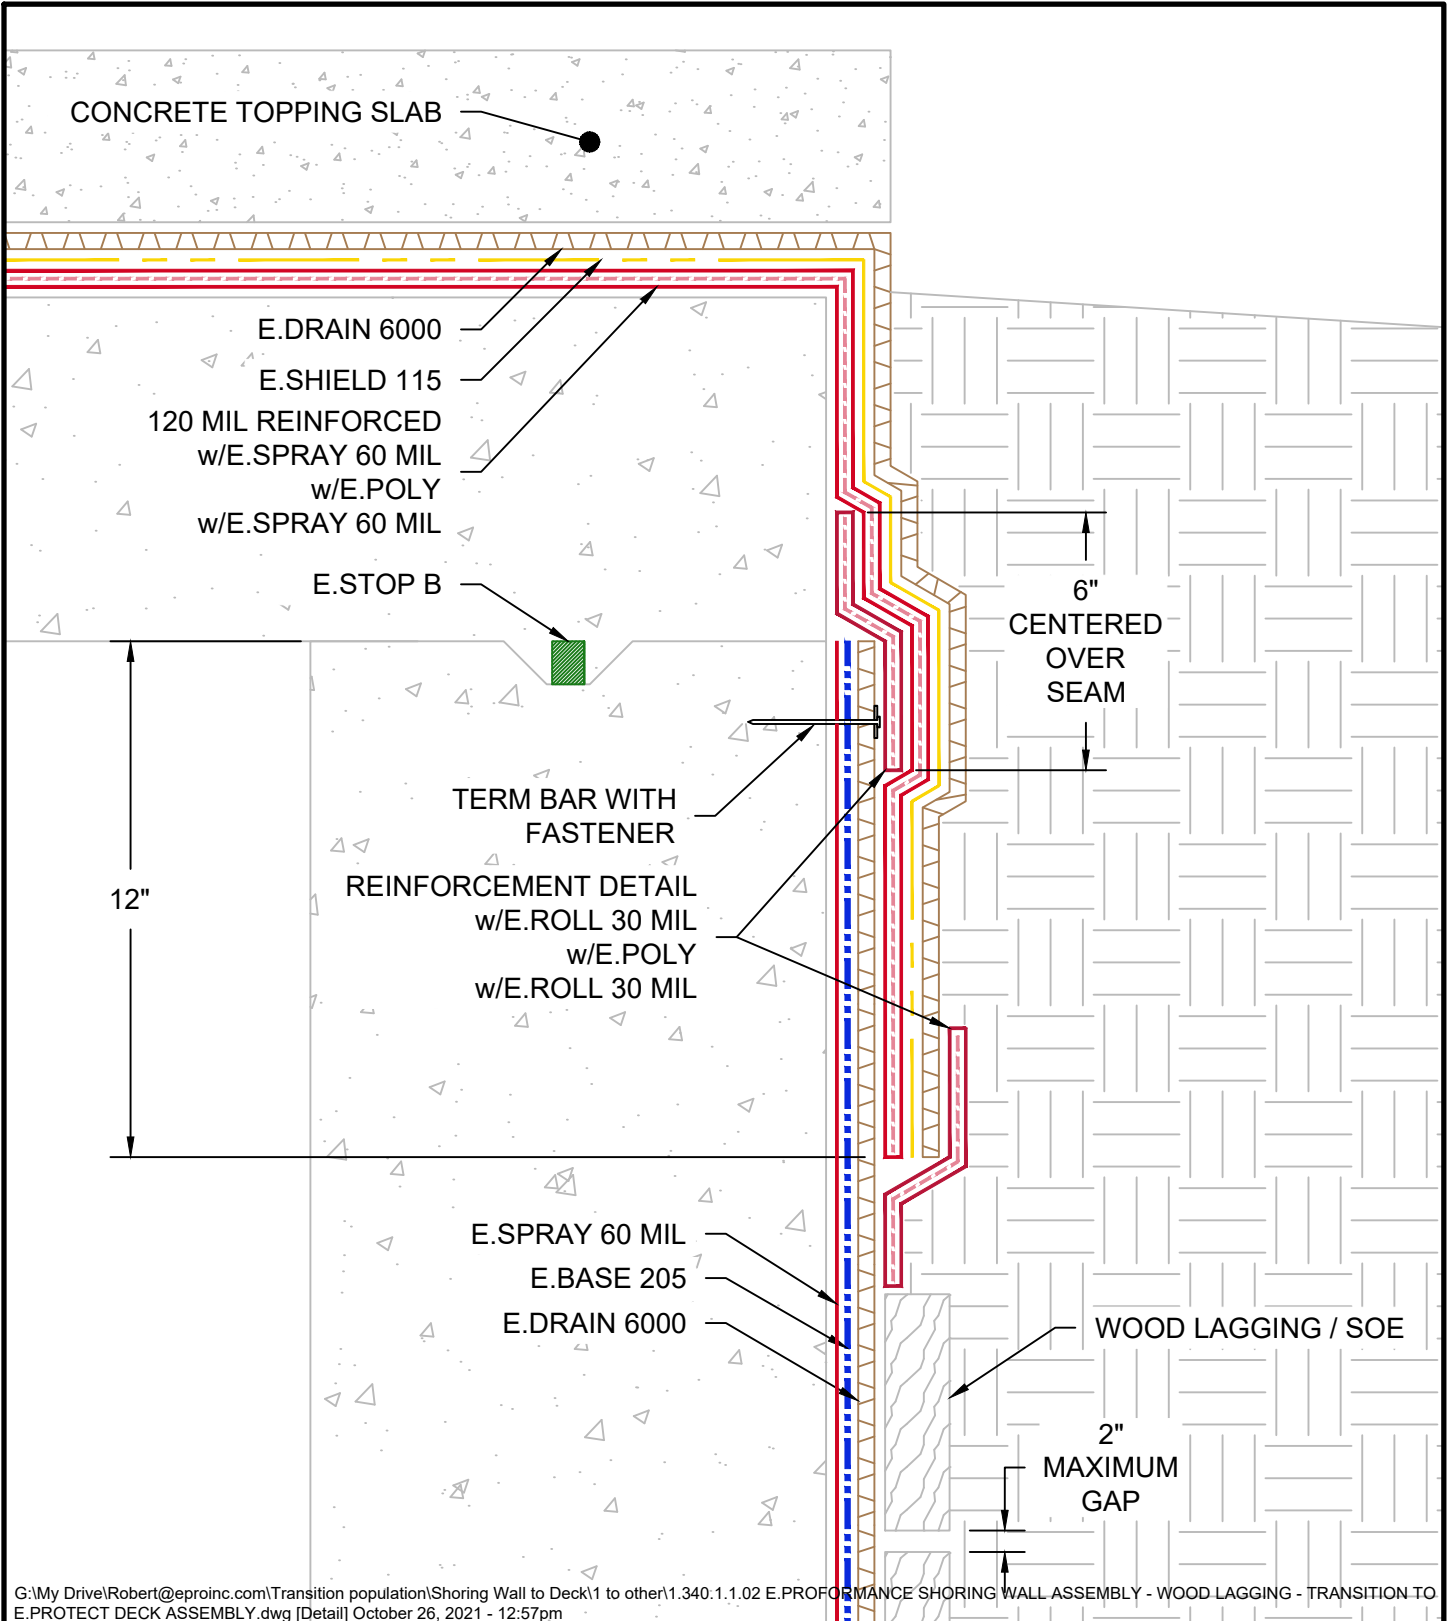 CONCRETE TOPPING SLAB
E.DRAIN 6000
E.SHIELD 115
120 MIL REINFORCED
w/E.SPRAY 60 MIL
w/E.POLY
w/E.SPRAY 60 MIL
E.STOP B
6"
CENTERED
OVER
SEAM
TERM BAR WITH
FASTENER
12"
REINFORCEMENT DETAIL
w/E.ROLL 30 MIL
w/E.POLY
w/E.ROLL 30 MIL
E.SPRAY 60 MIL
E.BASE 205
E.DRAIN 6000
WOOD LAGGING / SOE
2"
MAXIMUM
GAP
G:\My Drive\Robert@eproinc.com\Transition population\Shoring Wall to Deck\1 to other\1.340.1.1.02 E.PROFORMANCE SHORING WALL ASSEMBLY - WOOD LAGGING - TRANSITION TO
E.PROTECT DECK ASSEMBLY.dwg [Detail] October 26, 2021 - 12:57pm